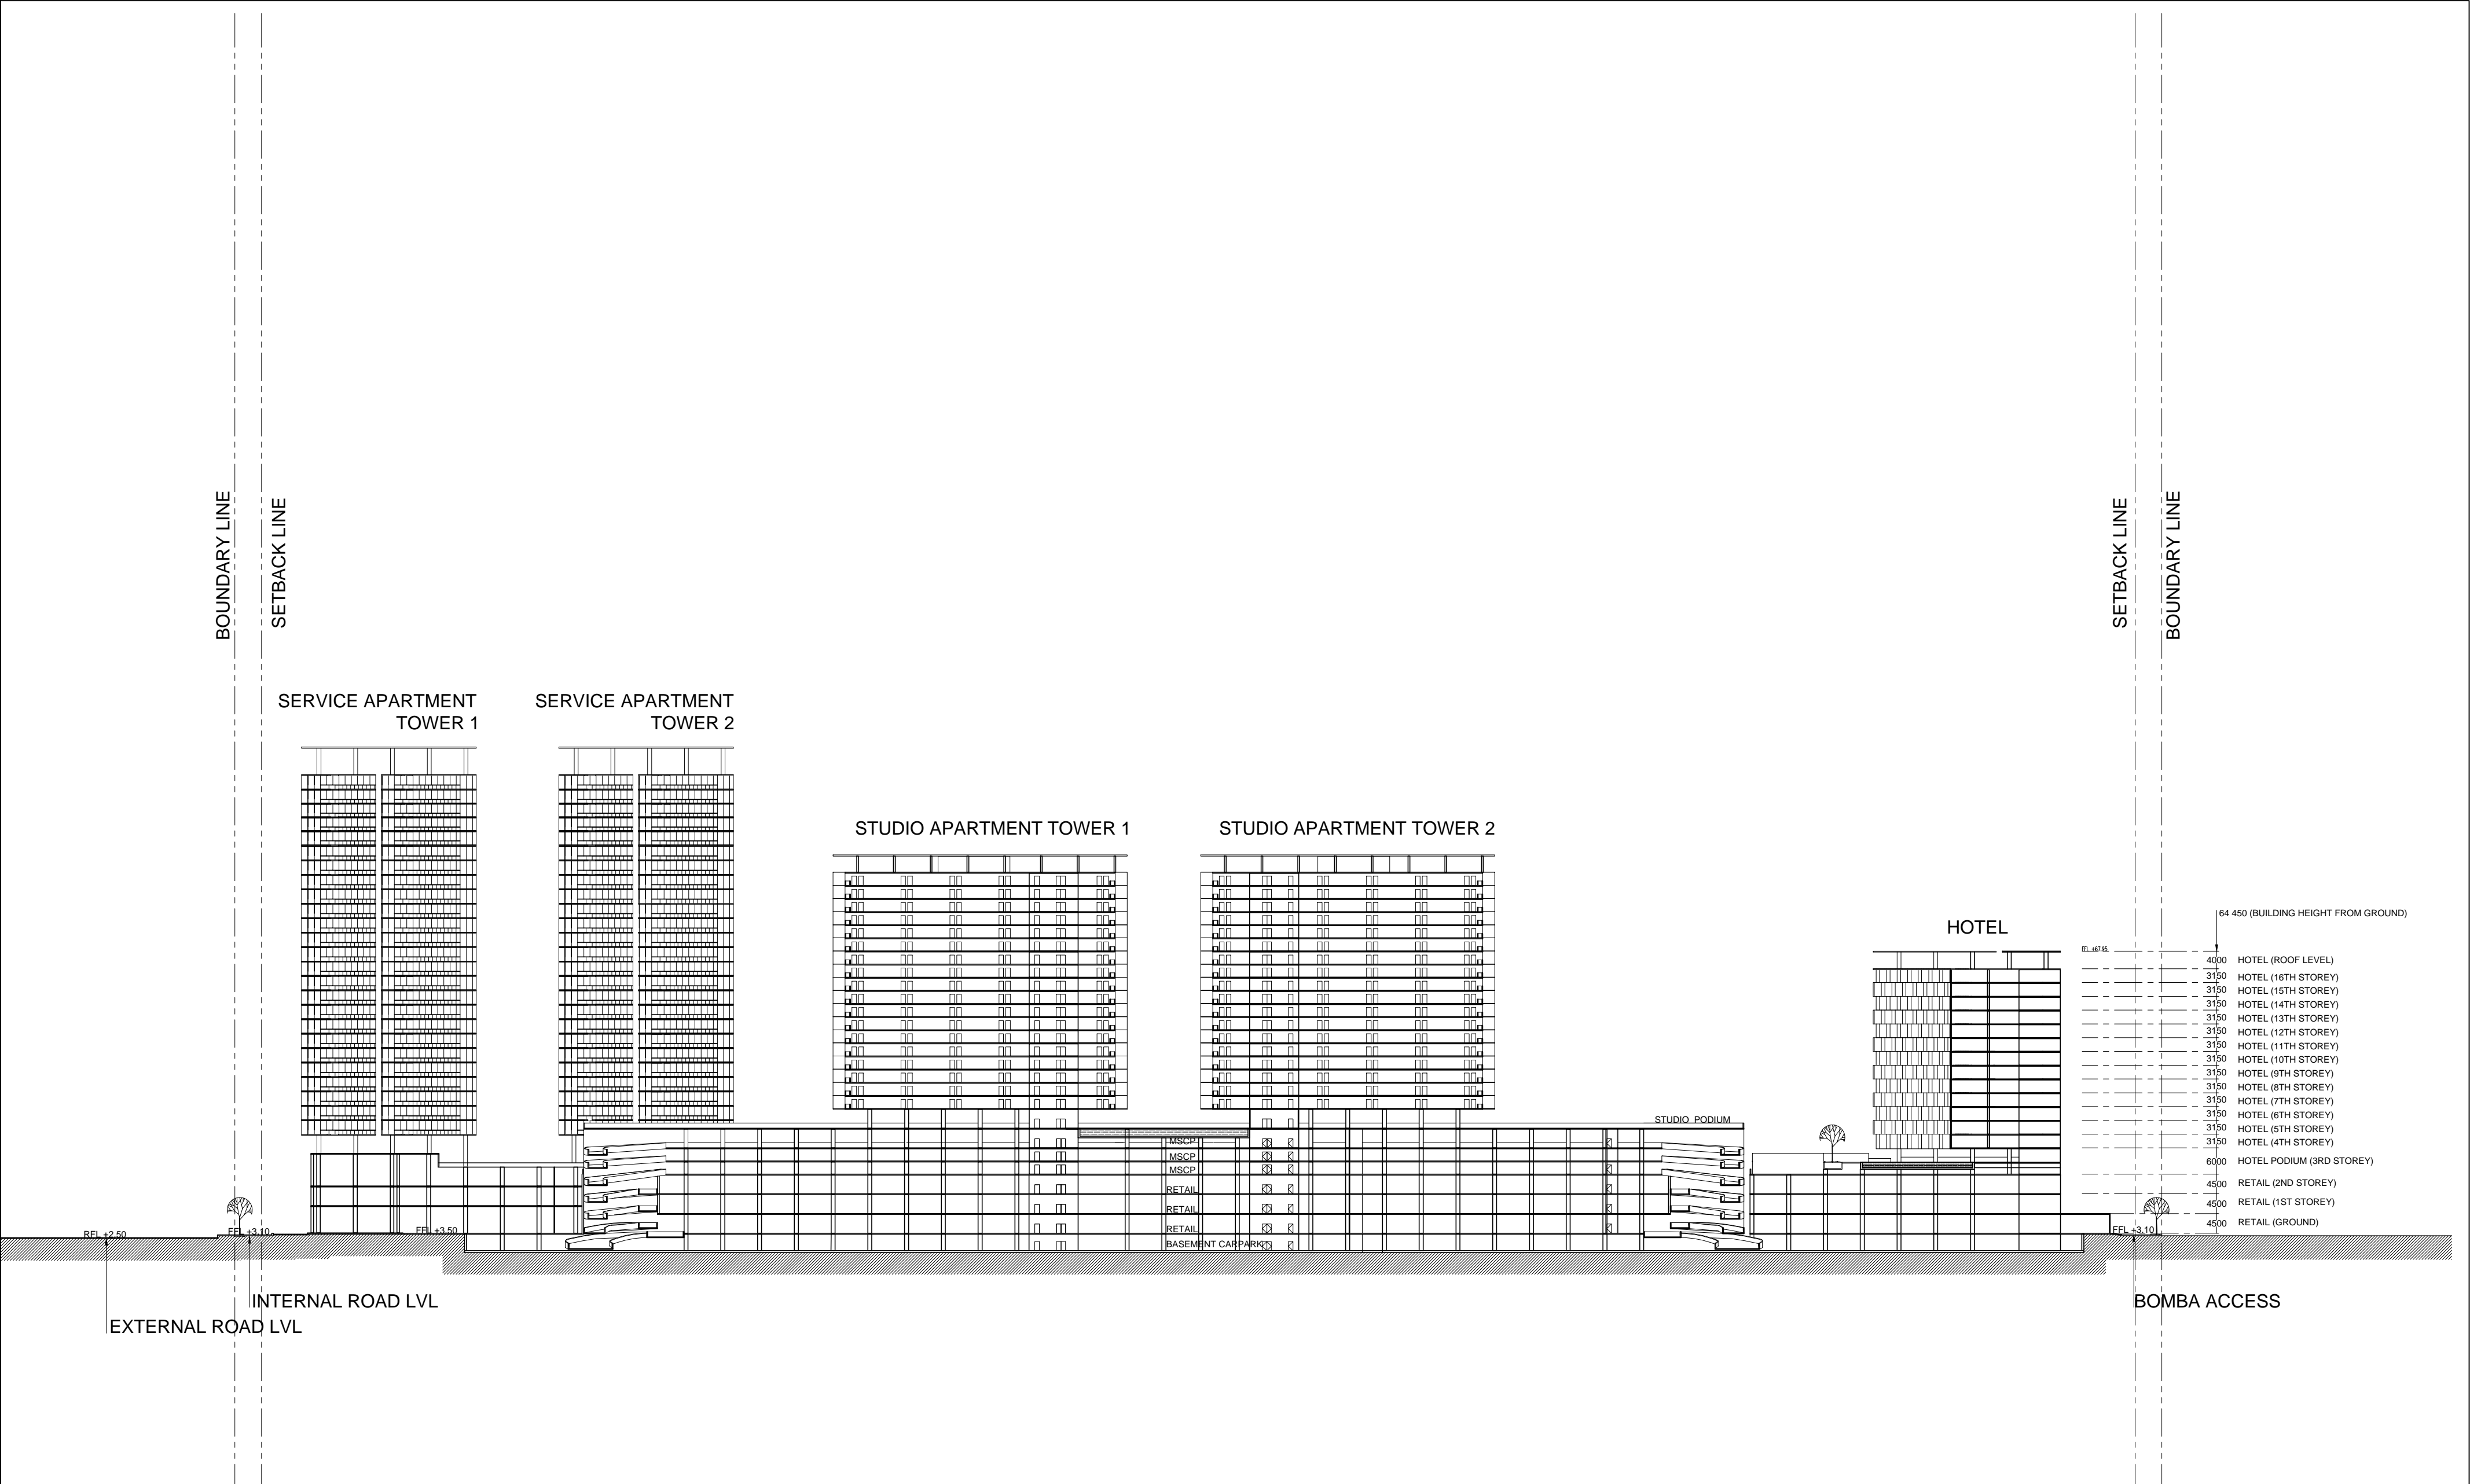 BOUNDARY LINE
SETBACK LINE
SETBACK LINE
BOUNDARY LINE
SERVICE APARTMENT
TOWER 1
SERVICE APARTMENT
TOWER 2
STUDIO APARTMENT TOWER 1
STUDIO APARTMENT TOWER 2
HOTEL
64 450 (BUILDING HEIGHT FROM GROUND)
FFL +67.95
4000 HOTEL (ROOF LEVEL)
3150 HOTEL (16TH STOREY)
3150 HOTEL (15TH STOREY)
3150 HOTEL (14TH STOREY)
3150 HOTEL (13TH STOREY)
3150 HOTEL (12TH STOREY)
3150 HOTEL (11TH STOREY)
3150 HOTEL (10TH STOREY)
3150 HOTEL (9TH STOREY)
3150 HOTEL (8TH STOREY)
3150 HOTEL (7TH STOREY)
3150 HOTEL (6TH STOREY)
3150 HOTEL (5TH STOREY)
3150 HOTEL (4TH STOREY)
6000 HOTEL PODIUM (3RD STOREY)
4500 RETAIL (2ND STOREY)
4500 RETAIL (1ST STOREY)
4500 RETAIL (GROUND)
STUDIO PODIUM
MSCP
MSCP
MSCP
RETAIL
RETAIL
RETAIL
BASEMENT CARPARK
RFL +2.50
FFL +3.10
FFL +3.50
FFL +3.10
INTERNAL ROAD LVL
EXTERNAL ROAD LVL
BOMBA ACCESS